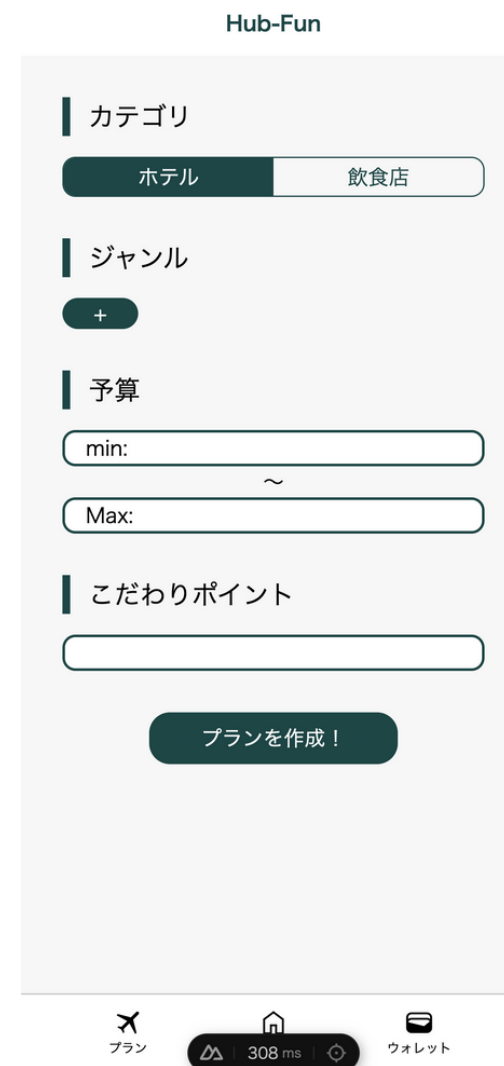 Hub-Fun
カテゴリ
ホテル 飲食店
ジャンル
+
予算
min:
〜
Max:
こだわりポイント
プランを作成！
プラン ウォレット
308 ms